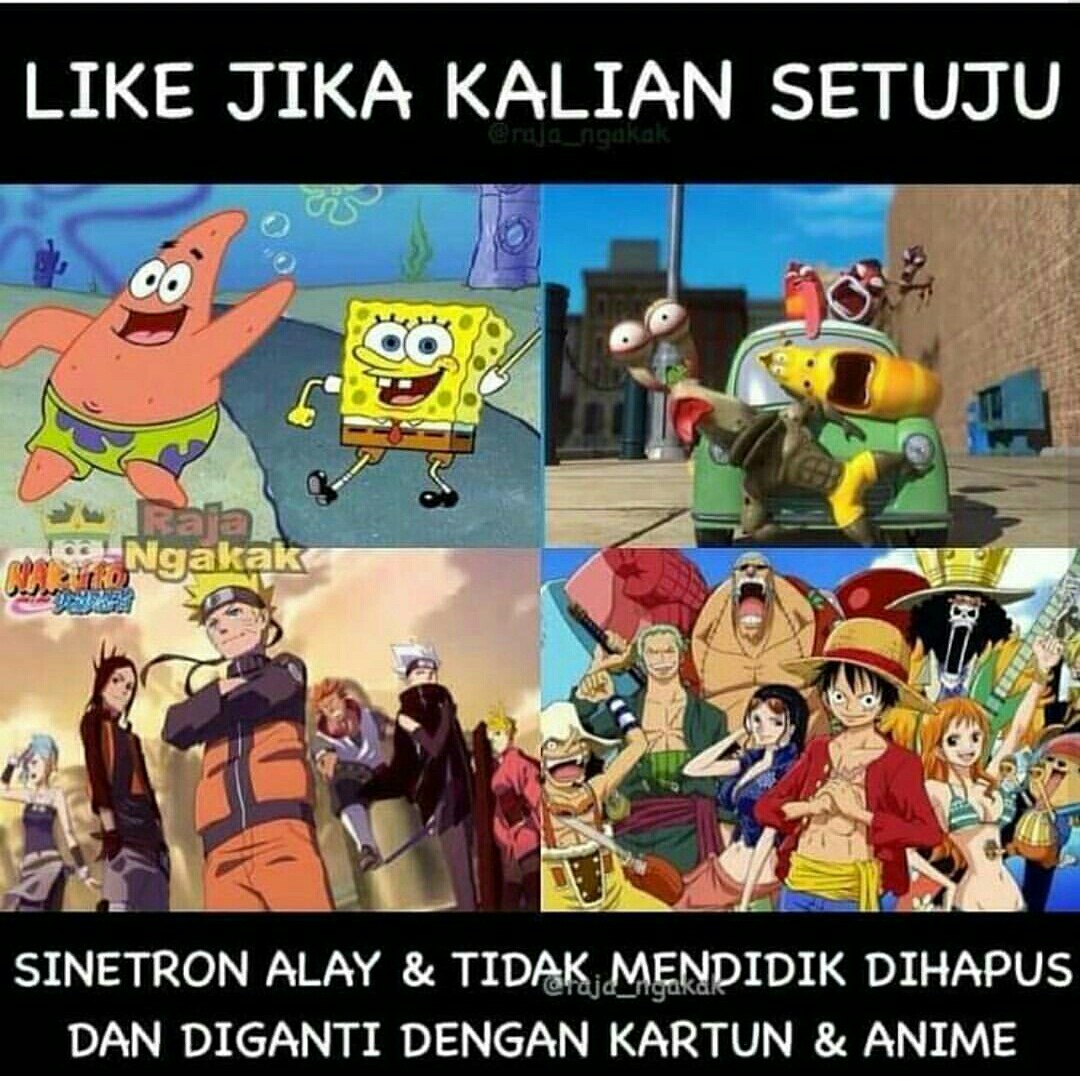 LIKE JIKA KALIAN SETUJU
@raja_ngakak
Raja
Ngakak
NARUTO
SINETRON ALAY & TIDAK MENDIDIK DIHAPUS
@raja_ngakak
DAN DIGANTI DENGAN KARTUN & ANIME